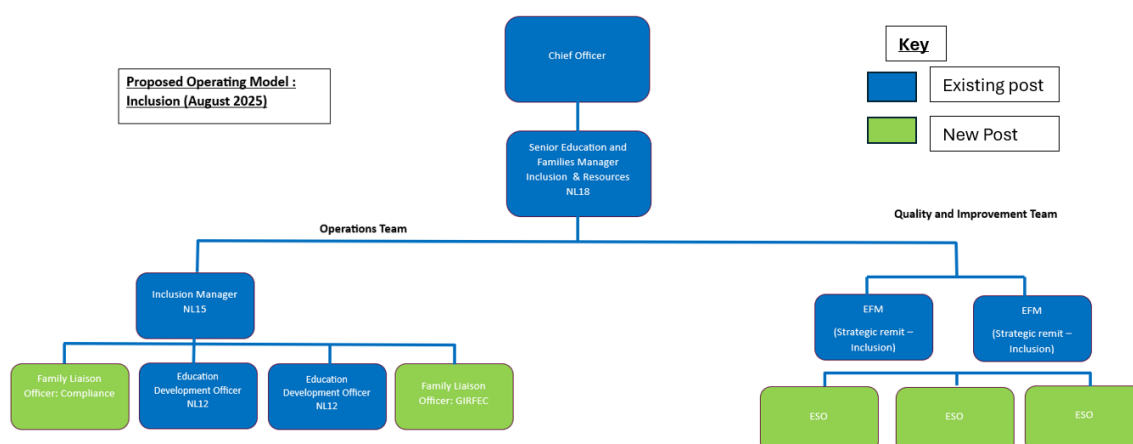 Chief Officer
Key
Existing post
New Post
Proposed Operating Model :
Inclusion (August 2025)
Senior Education and
Families Manager
Inclusion & Resources
NL18
Operations Team
Quality and Improvement Team
Inclusion Manager
NL15
EFM
(Strategic remit –
Inclusion)
EFM
(Strategic remit –
Inclusion)
Family Liaison
Officer: Compliance
Education
Development Officer
NL12
Education
Development Officer
NL12
Family Liaison
Officer: GIRFEC
ESO
ESO
ESO